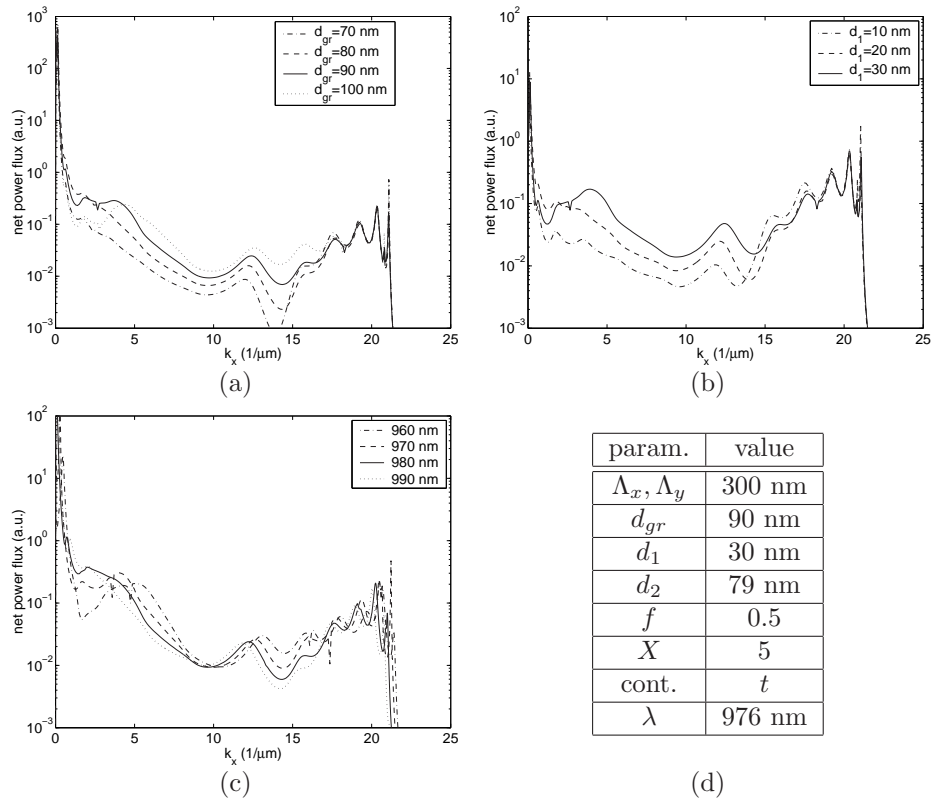 10^3
10^2
10^1
10^0
10^−1
10^−2
10^−3
net power flux (a.u.)
d_gr=70 nm
d_gr=80 nm
d_gr=90 nm
d_gr=100 nm
0 5 10 15 20 25
k_x (1/μm)
(a)
10^2
10^1
10^0
10^−1
10^−2
10^−3
net power flux (a.u.)
d_1=10 nm
d_1=20 nm
d_1=30 nm
0 5 10 15 20 25
k_x (1/μm)
(b)
10^2
10^1
10^0
10^−1
10^−2
10^−3
net power flux (a.u.)
960 nm
970 nm
980 nm
990 nm
0 5 10 15 20 25
k_x (1/μm)
(c)
param. value
Λ_x, Λ_y 300 nm
d_gr 90 nm
d_1 30 nm
d_2 79 nm
f 0.5
X 5
cont. t
λ 976 nm
(d)